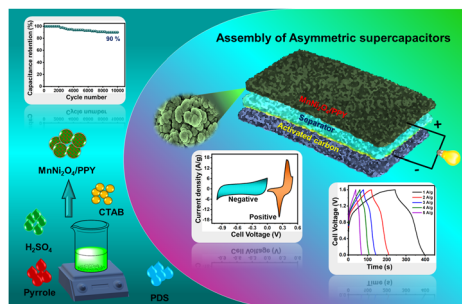 Assembly of Asymmetric supercapacitors
Capacitance retention (%)
100
80
60
40
20
0
90 %
0 2000 4000 6000 8000 10000
Cycle number
MnNi₂O₄/PPY
CTAB
H₂SO₄
Pyrrole
PDS
Separator
Activated carbon
+
-
Current density (A/g)
Negative
Positive
Cell Voltage (V)
Cell Voltage (V)
1.6
1.2
0.8
0.4
0.0
1 A/g
2 A/g
3 A/g
4 A/g
5 A/g
0 100 200 300 400
Time (s)